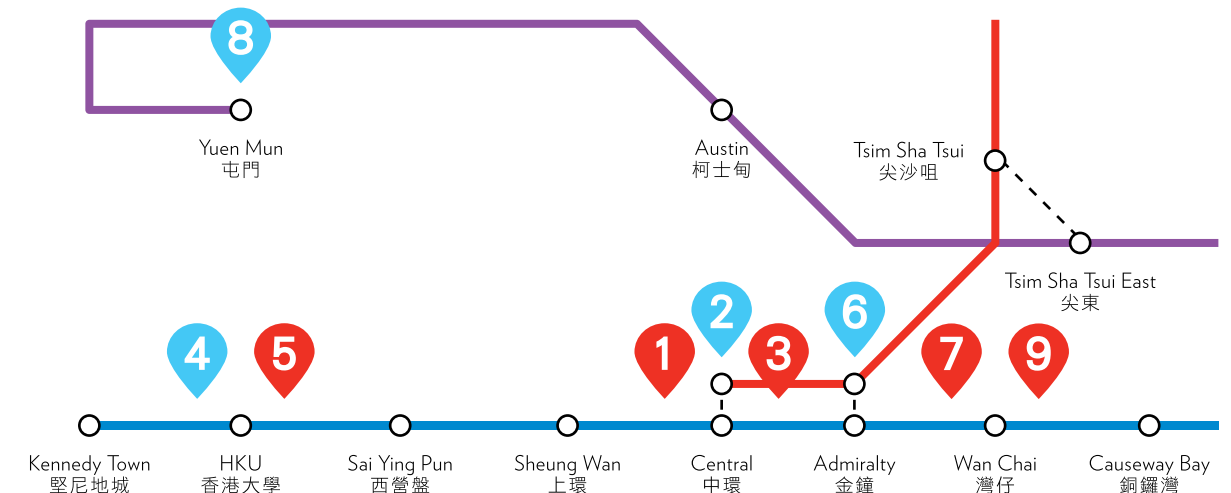 8
Yuen Mun
屯門
Austin
柯士甸
Tsim Sha Tsui
尖沙咀
Tsim Sha Tsui East
尖東
2
6
4
5
1
3
7
9
Kennedy Town
堅尼地城
HKU
香港大學
Sai Ying Pun
西營盤
Sheung Wan
上環
Central
中環
Admiralty
金鐘
Wan Chai
灣仔
Causeway Bay
銅鑼灣